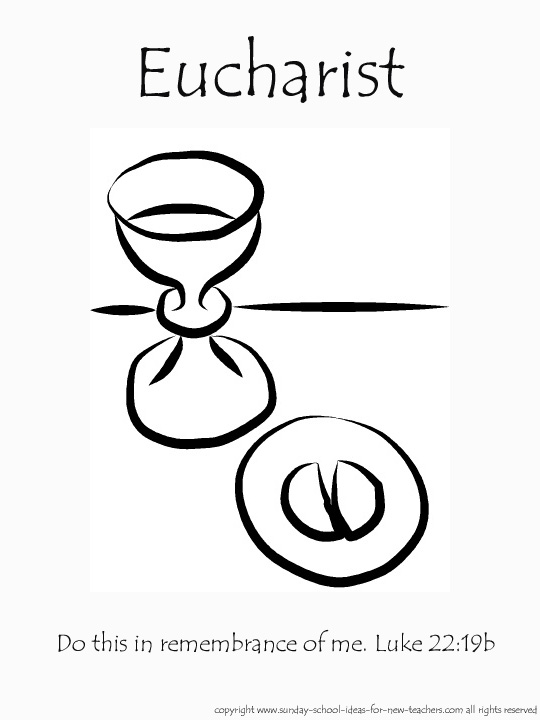 Eucharist
Do this in remembrance of me. Luke 22:19b
copyright www.sunday-school-ideas-for-new-teachers.com all rights reserved